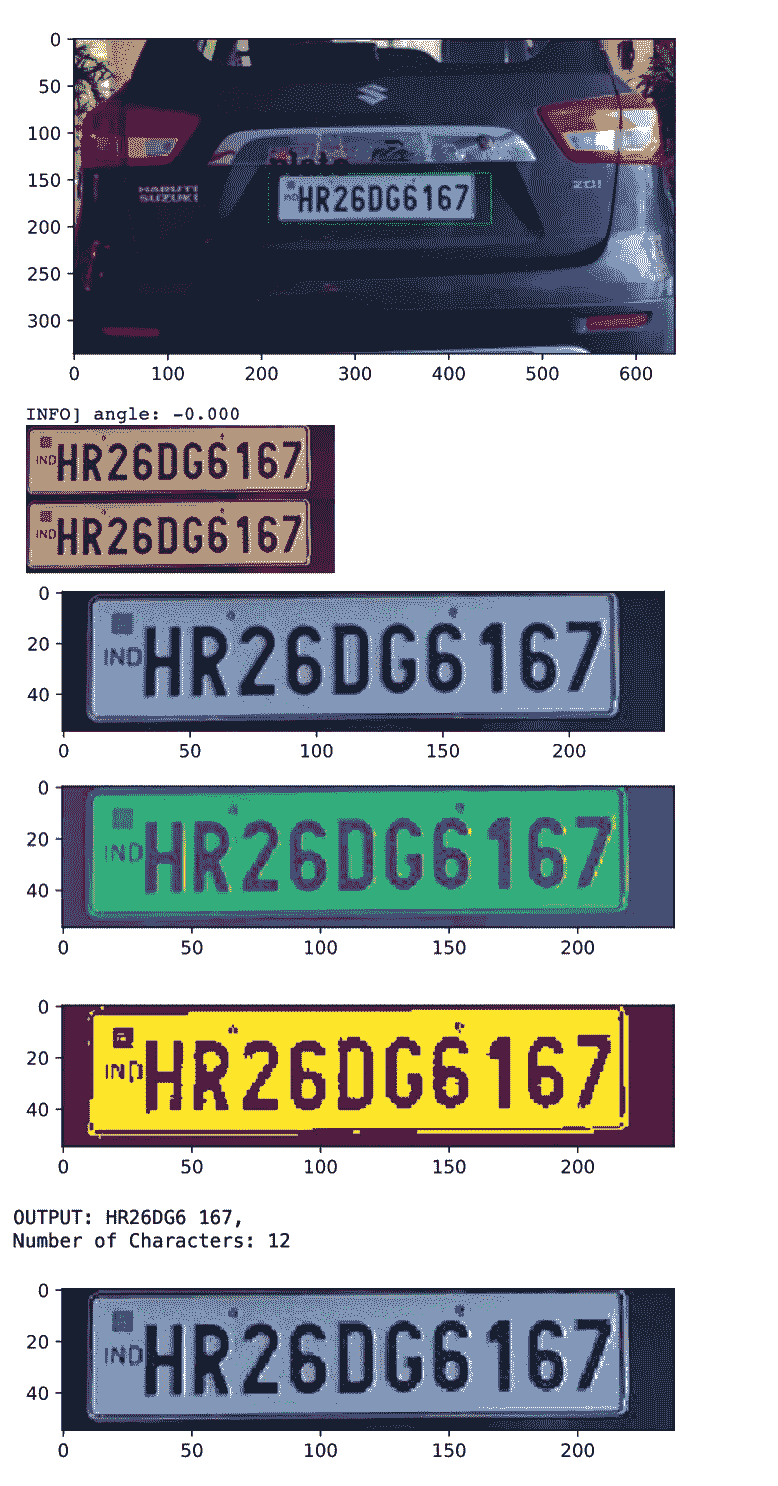 0
50
100
150
200
250
300
MARUTI
SUZUKI
IND HR26DG6167
ZDI
0 100 200 300 400 500 600
INFO] angle: -0.000
IND HR26DG6167
IND HR26DG6167
0
20
40
IND HR26DG6167
0 50 100 150 200
0
20
40
IND HR26DG6167
0 50 100 150 200
0
20
40
IND HR26DG6167
0 50 100 150 200
OUTPUT: HR26DG6 167,
Number of Characters: 12
0
20
40
IND HR26DG6167
0 50 100 150 200